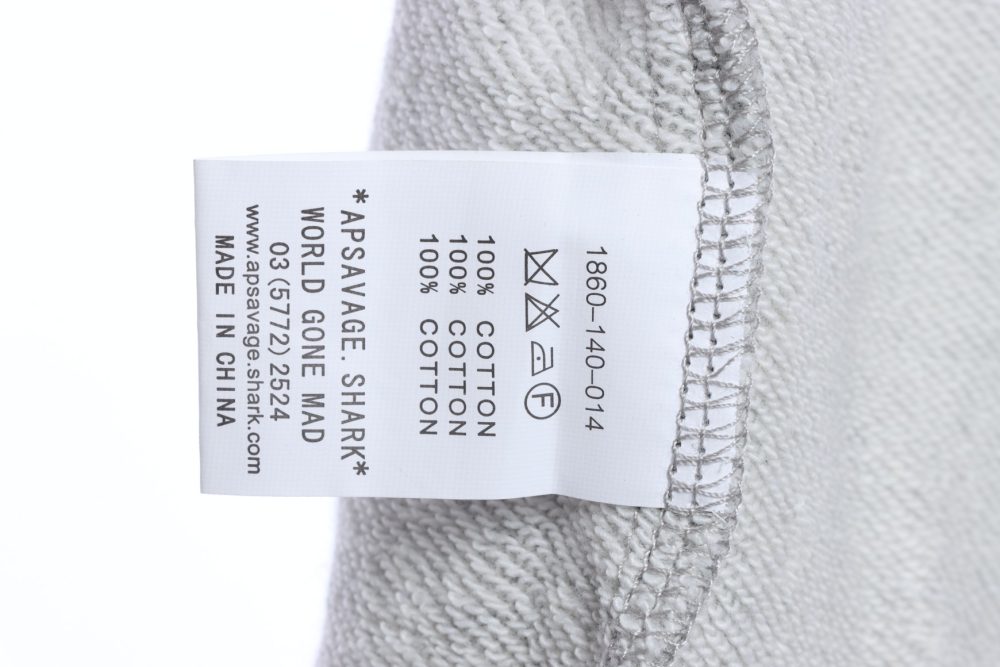 1860-140-014
F
100% COTTON
100% COTTON
100% COTTON
*APSAVAGE. SHARK*
WORLD GONE MAD
03(5772)2524
www.apsavage.shark.com
MADE IN CHINA